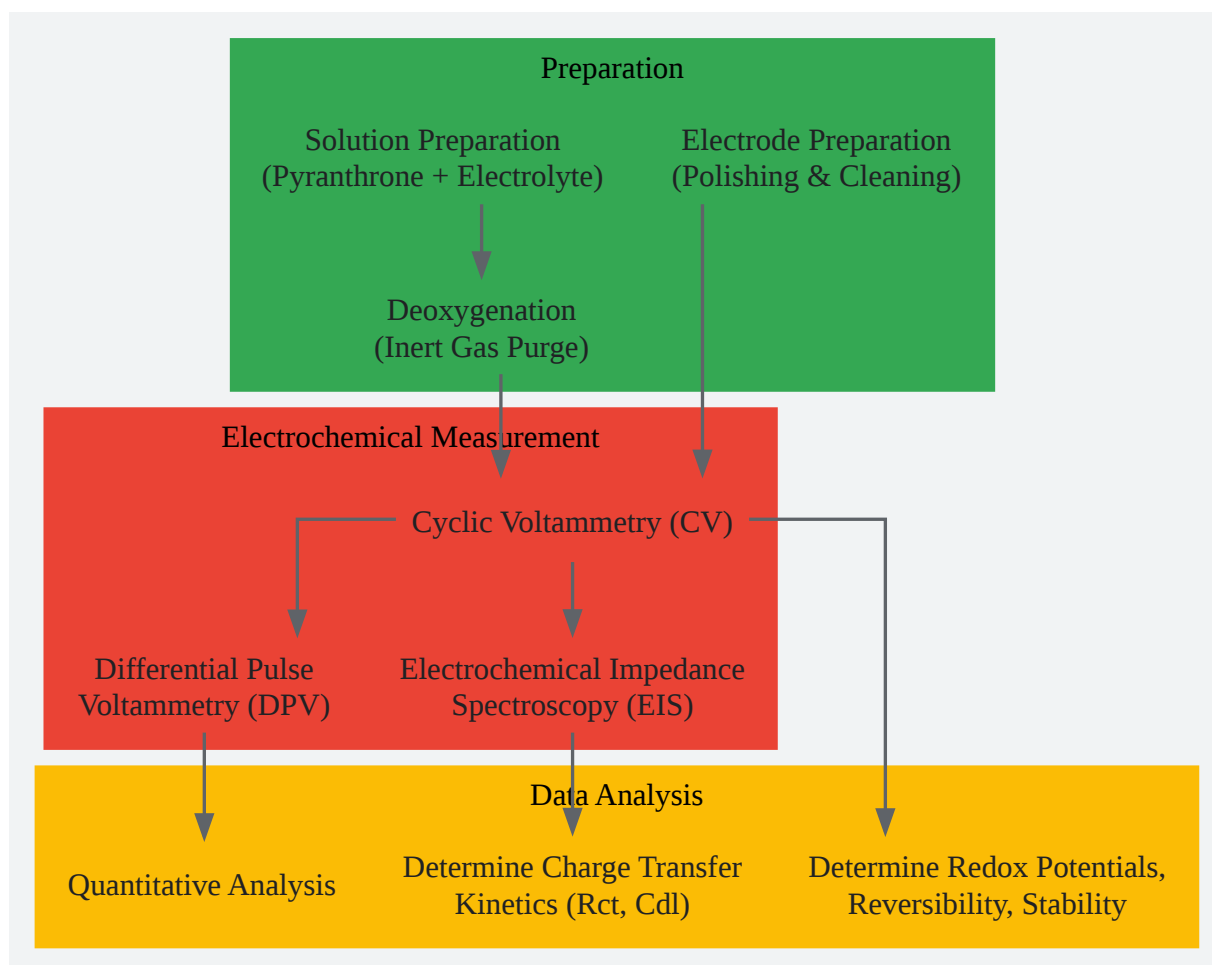 Preparation
Solution Preparation
(Pyranthrone + Electrolyte)
Electrode Preparation
(Polishing & Cleaning)
Deoxygenation
(Inert Gas Purge)
Electrochemical Measurement
Cyclic Voltammetry (CV)
Differential Pulse
Voltammetry (DPV)
Electrochemical Impedance
Spectroscopy (EIS)
Data Analysis
Quantitative Analysis
Determine Charge Transfer
Kinetics (Rct, Cdl)
Determine Redox Potentials,
Reversibility, Stability